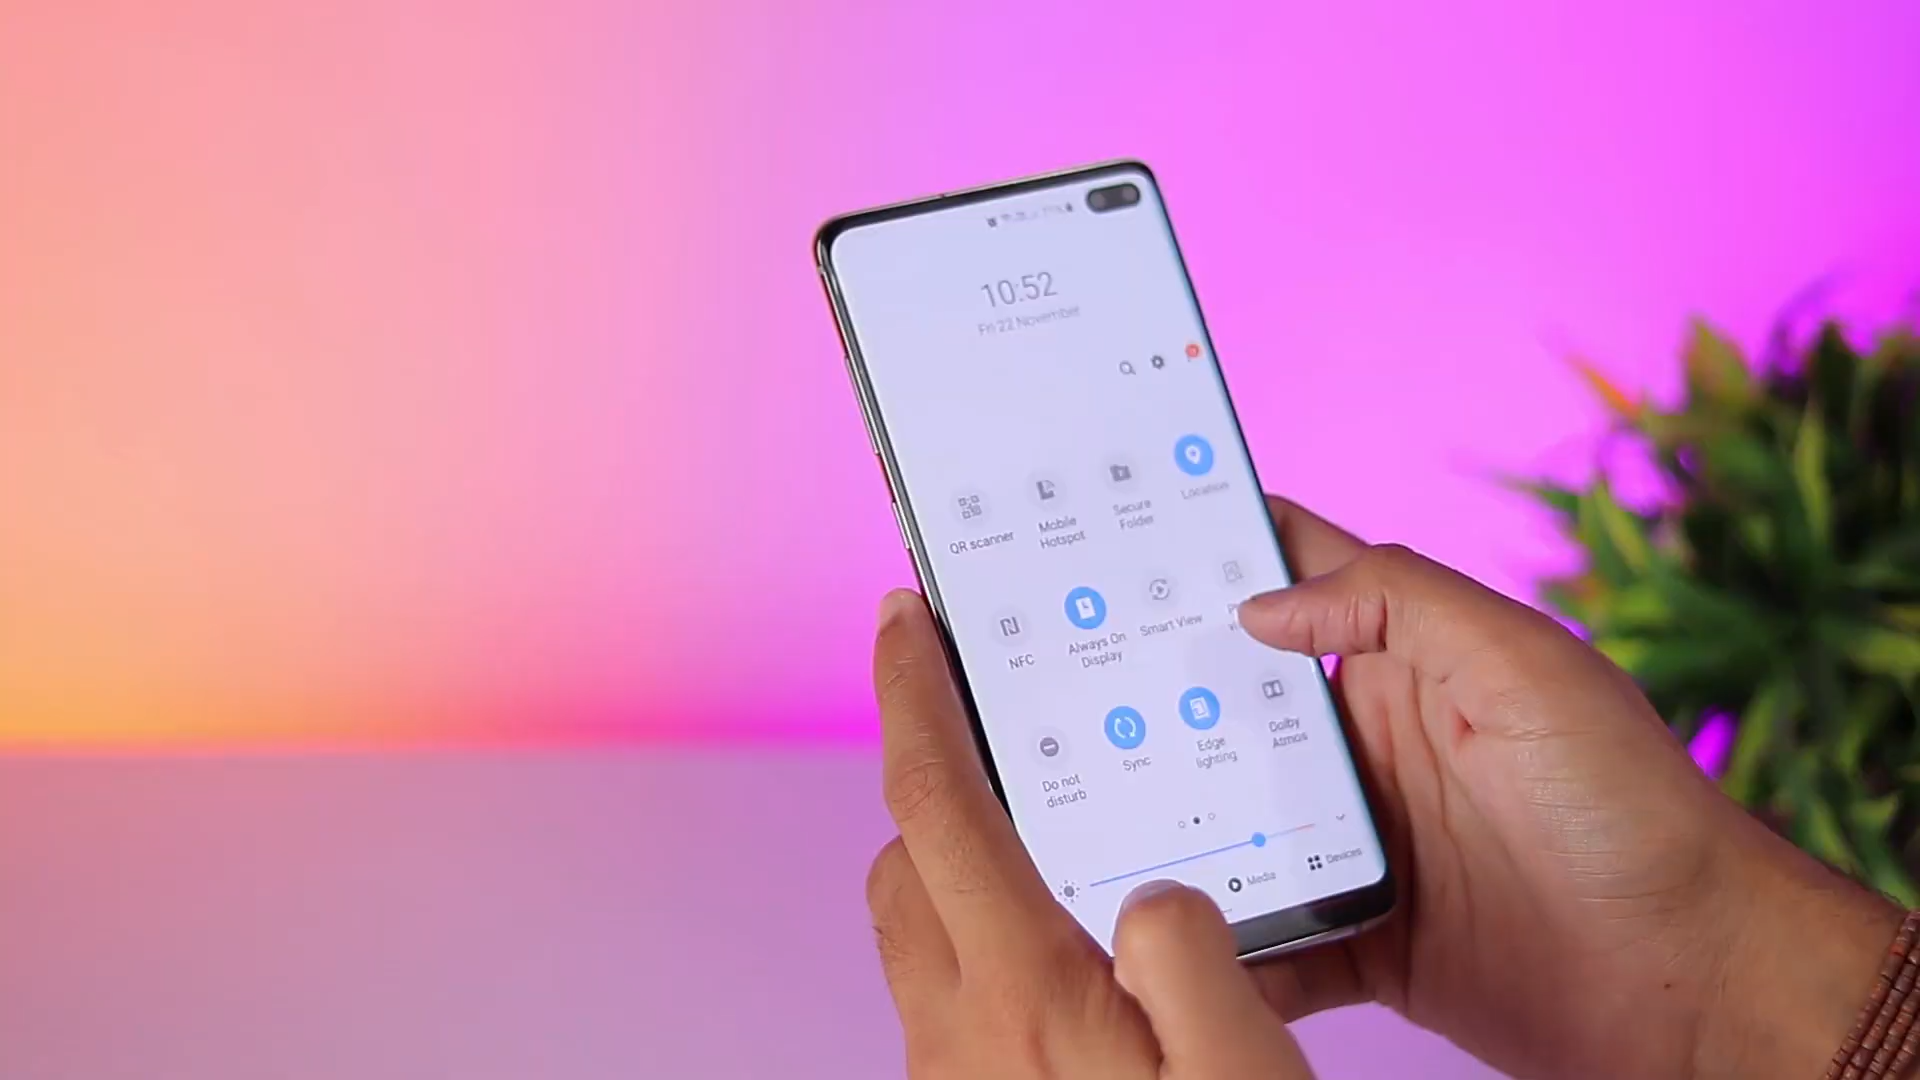 10:52
Fri 22 November
QR scanner
Mobile
Hotspot
Secure
Folder
Location
NFC
Always On
Display
Smart View
Do not
disturb
Sync
Edge
lighting
Dolby
Atmos
Media
Devices